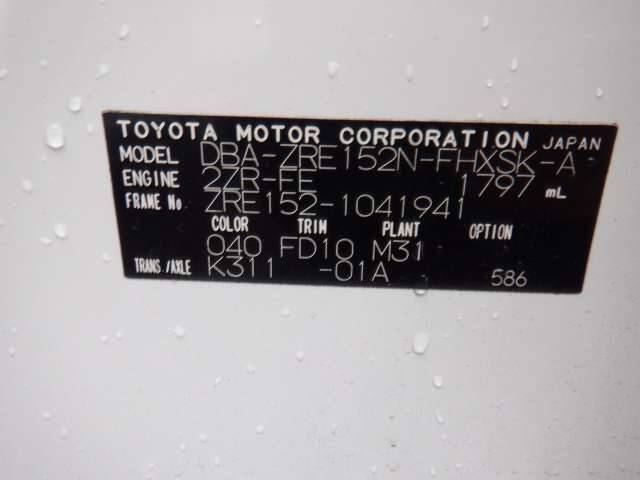 TOYOTA MOTOR CORPORATION JAPAN
MODEL DBA-ZRE152N-FHXSK-A
ENGINE 2ZR-FE 1797 mL
FRAME No ZRE152-1041941
COLOR TRIM PLANT OPTION
040 FD10 M31
TRANS./AXLE K311 -01A 586